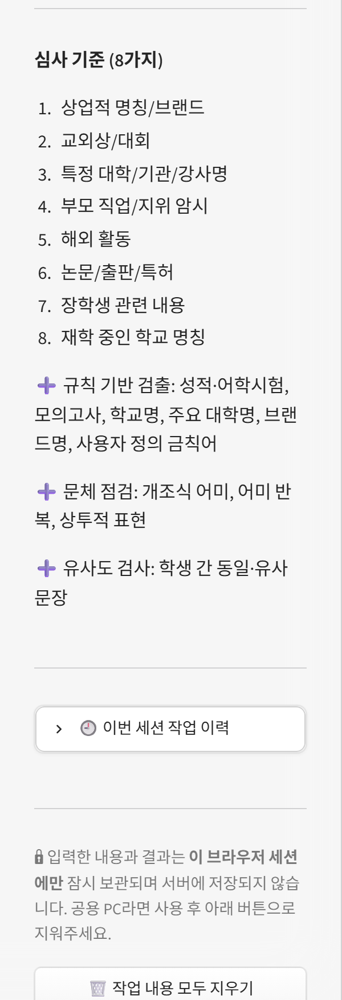 심사 기준 (8가지)
1. 상업적 명칭/브랜드
2. 교외상/대회
3. 특정 대학/기관/강사명
4. 부모 직업/지위 암시
5. 해외 활동
6. 논문/출판/특허
7. 장학생 관련 내용
8. 재학 중인 학교 명칭
➕ 규칙 기반 검출: 성적·어학시험,
모의고사, 학교명, 주요 대학명, 브랜
드명, 사용자 정의 금칙어
➕ 문체 점검: 개조식 어미, 어미 반
복, 상투적 표현
➕ 유사도 검사: 학생 간 동일·유사
문장
이번 세션 작업 이력
입력한 내용과 결과는 이 브라우저 세션
에만 잠시 보관되며 서버에 저장되지 않습
니다. 공용 PC라면 사용 후 아래 버튼으로
지워주세요.
작업 내용 모두 지우기